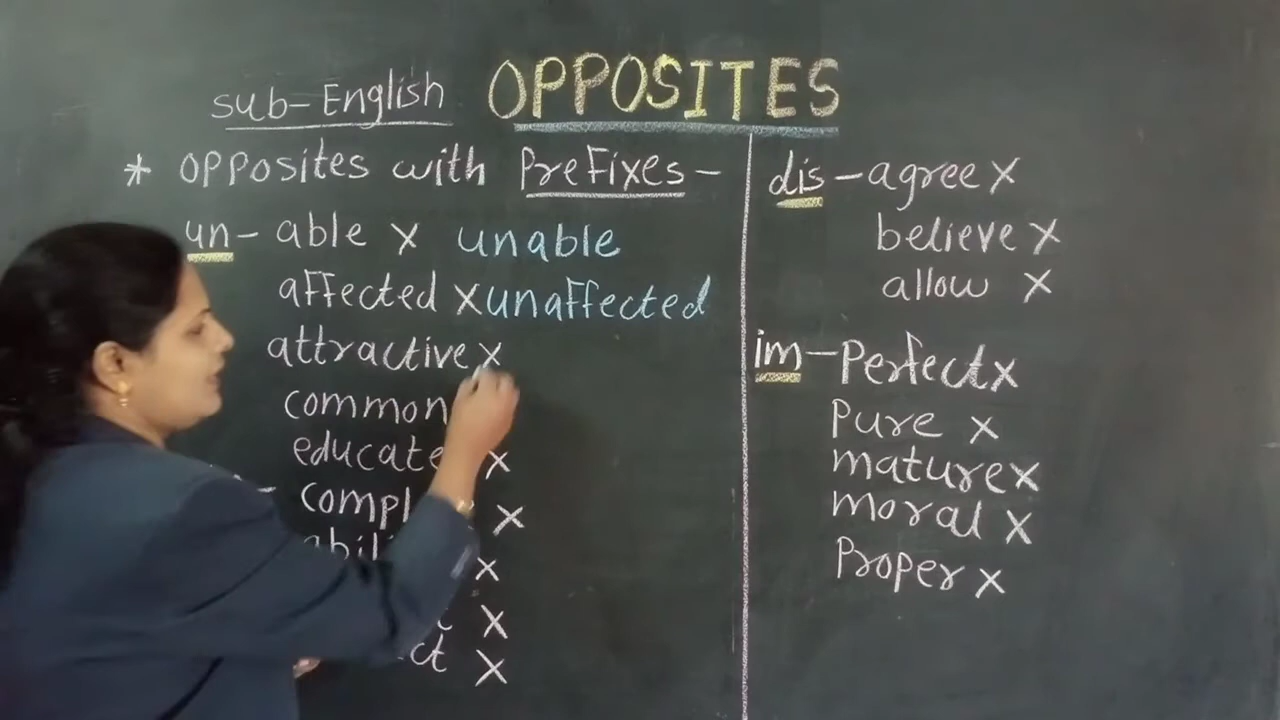 sub-English OPPOSITES
* OPPOSITES with PreFixes-
un- able X unable
affected X unaffected
attractive X
common
X
X
X
X
X
dis-agree X
believe X
allow X
im-Perfect X
Pure X
mature X
moral X
Proper X